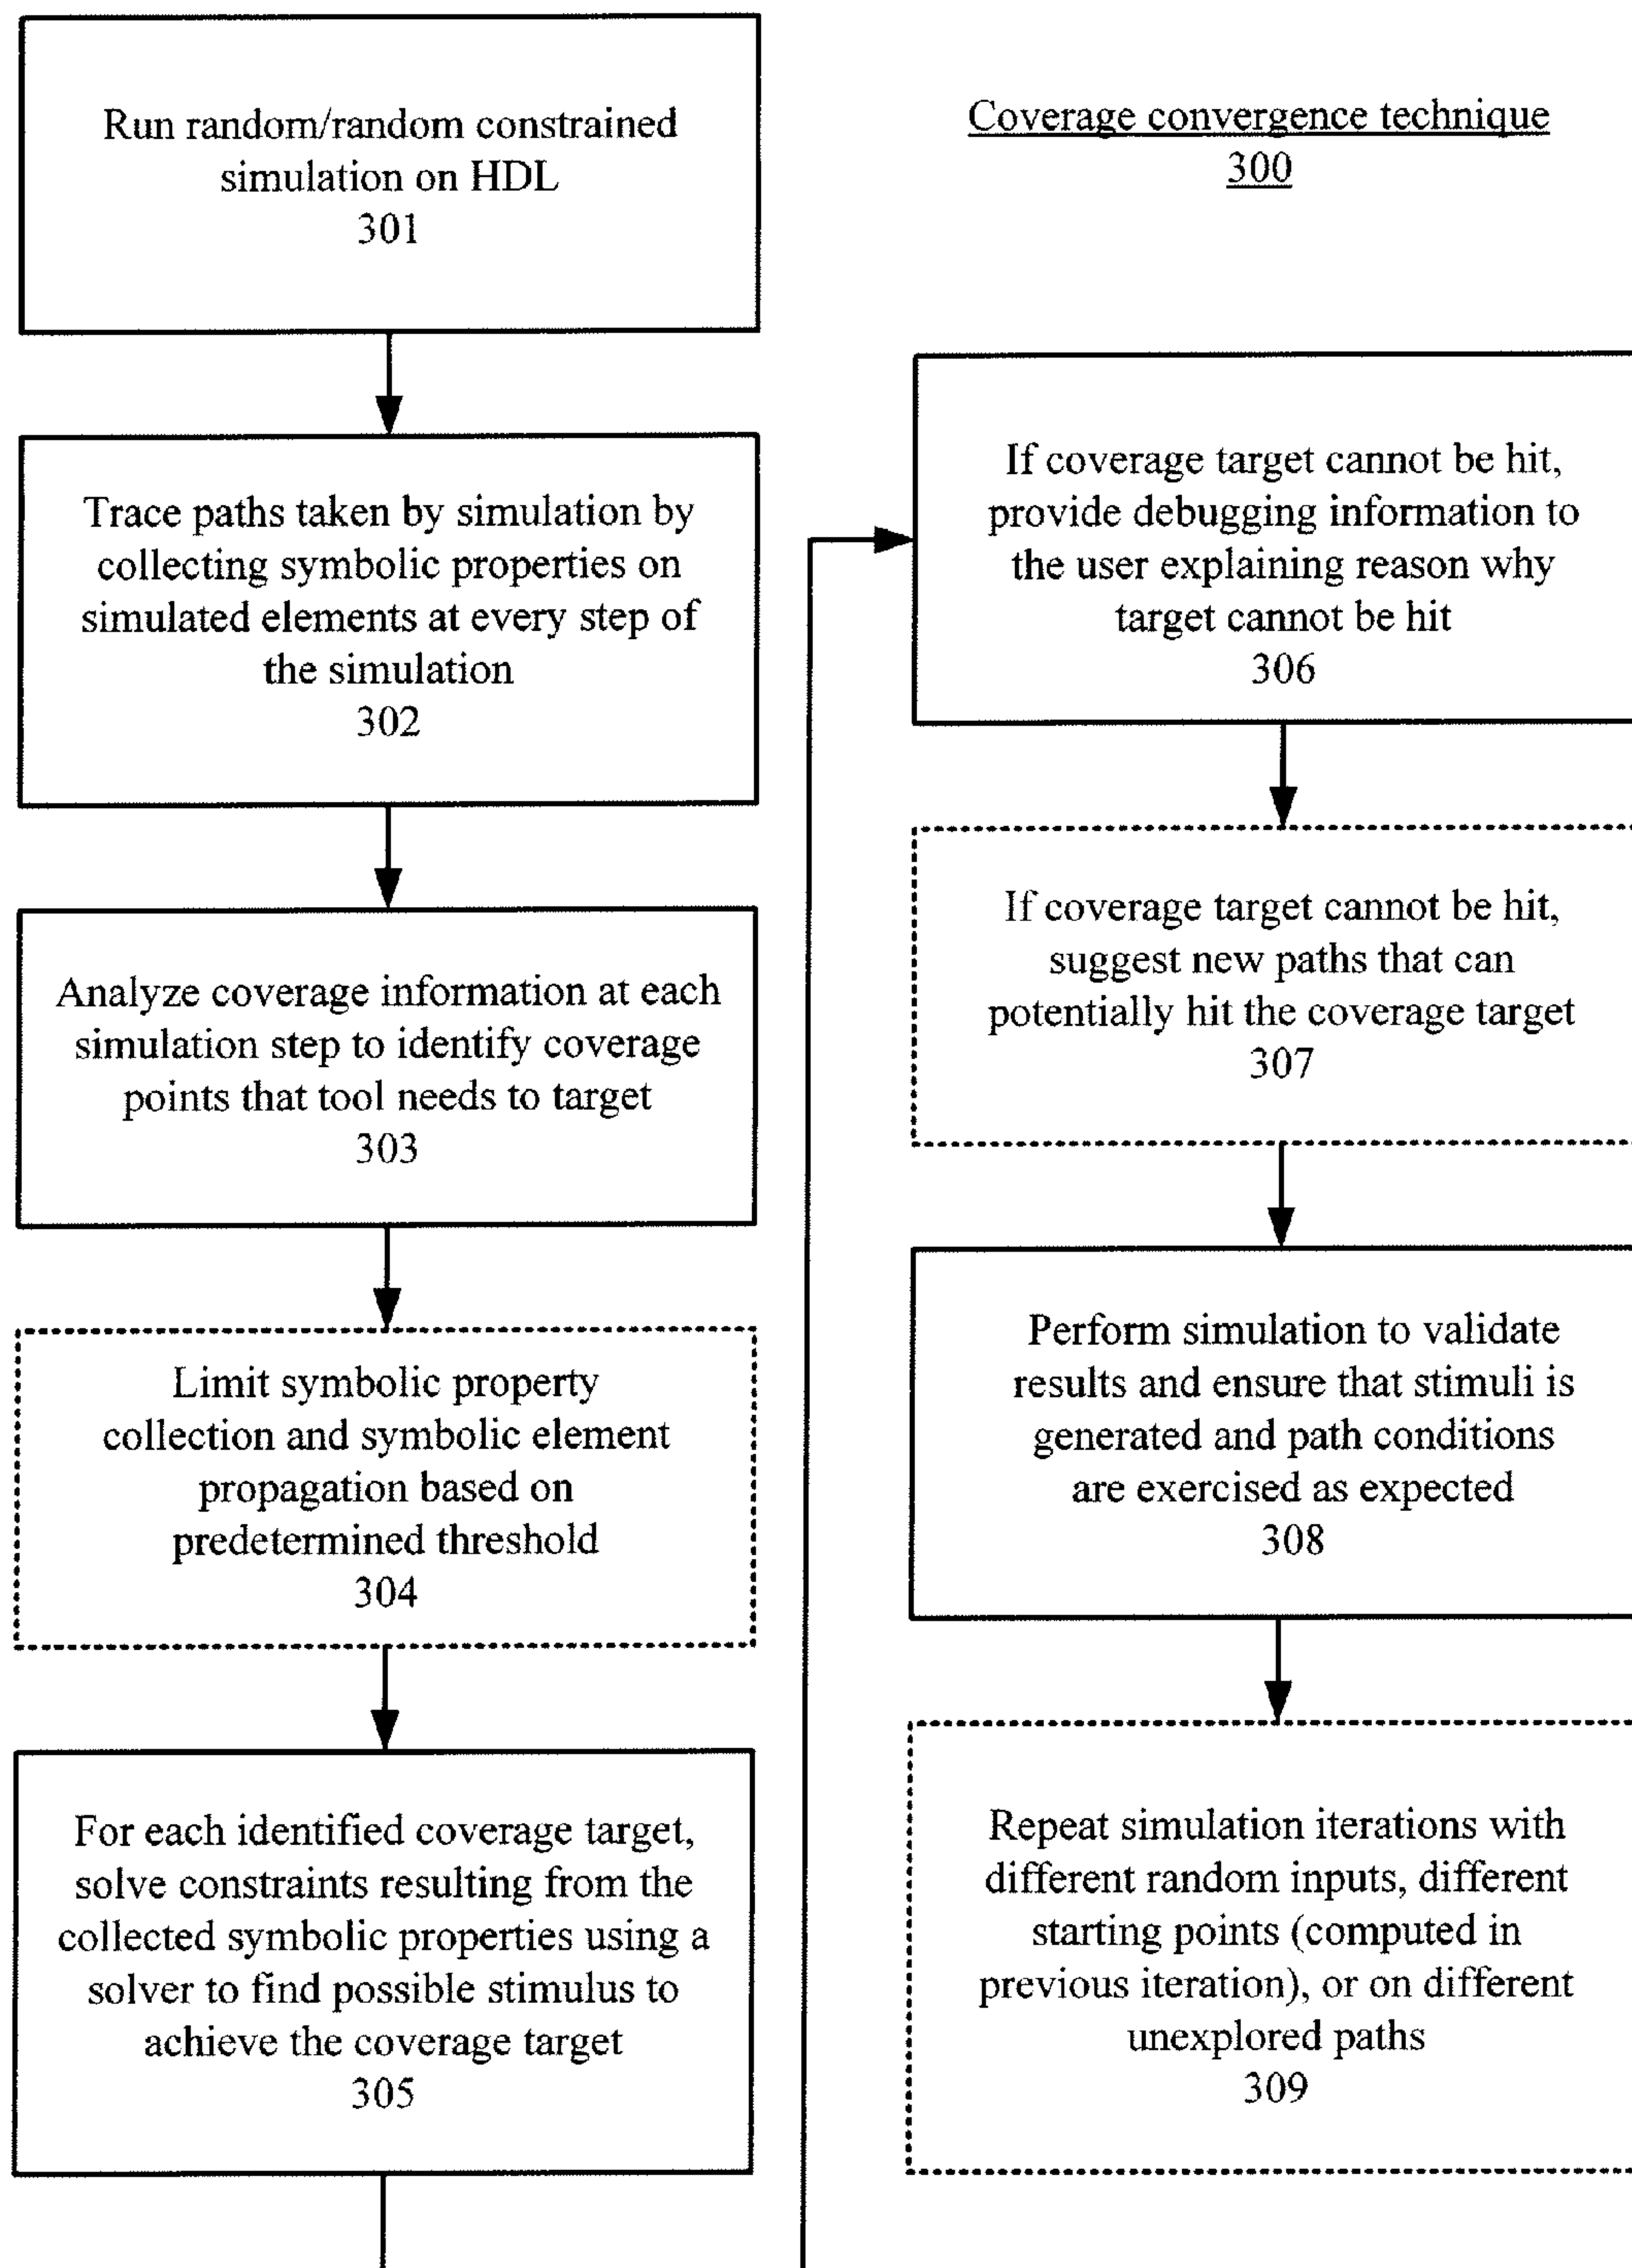 Run random/random constrained
simulation on HDL
301
Trace paths taken by simulation by
collecting symbolic properties on
simulated elements at every step of
the simulation
302
Analyze coverage information at each
simulation step to identify coverage
points that tool needs to target
303
Limit symbolic property
collection and symbolic element
propagation based on
predetermined threshold
304
For each identified coverage target,
solve constraints resulting from the
collected symbolic properties using a
solver to find possible stimulus to
achieve the coverage target
305
Coverage convergence technique
300
If coverage target cannot be hit,
provide debugging information to
the user explaining reason why
target cannot be hit
306
If coverage target cannot be hit,
suggest new paths that can
potentially hit the coverage target
307
Perform simulation to validate
results and ensure that stimuli is
generated and path conditions
are exercised as expected
308
Repeat simulation iterations with
different random inputs, different
starting points (computed in
previous iteration), or on different
unexplored paths
309